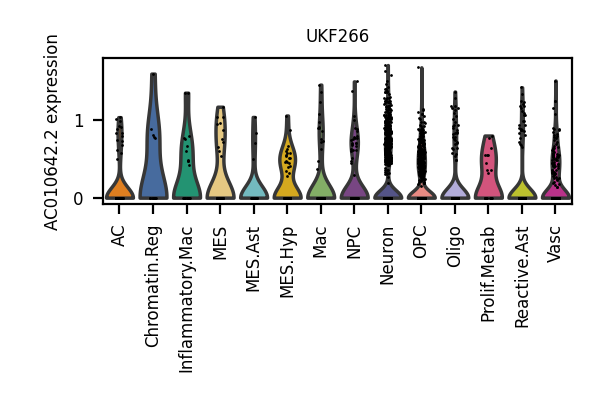 UKF266
AC010642.2 expression
1
0
AC
Chromatin.Reg
Inflammatory.Mac
MES
MES.Ast
MES.Hyp
Mac
NPC
Neuron
OPC
Oligo
Prolif.Metab
Reactive.Ast
Vasc